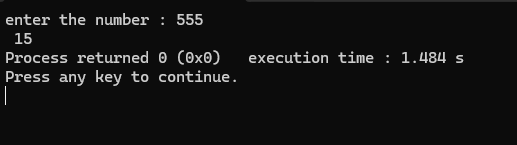 enter the number : 555
 15
Process returned 0 (0x0)   execution time : 1.484 s
Press any key to continue.